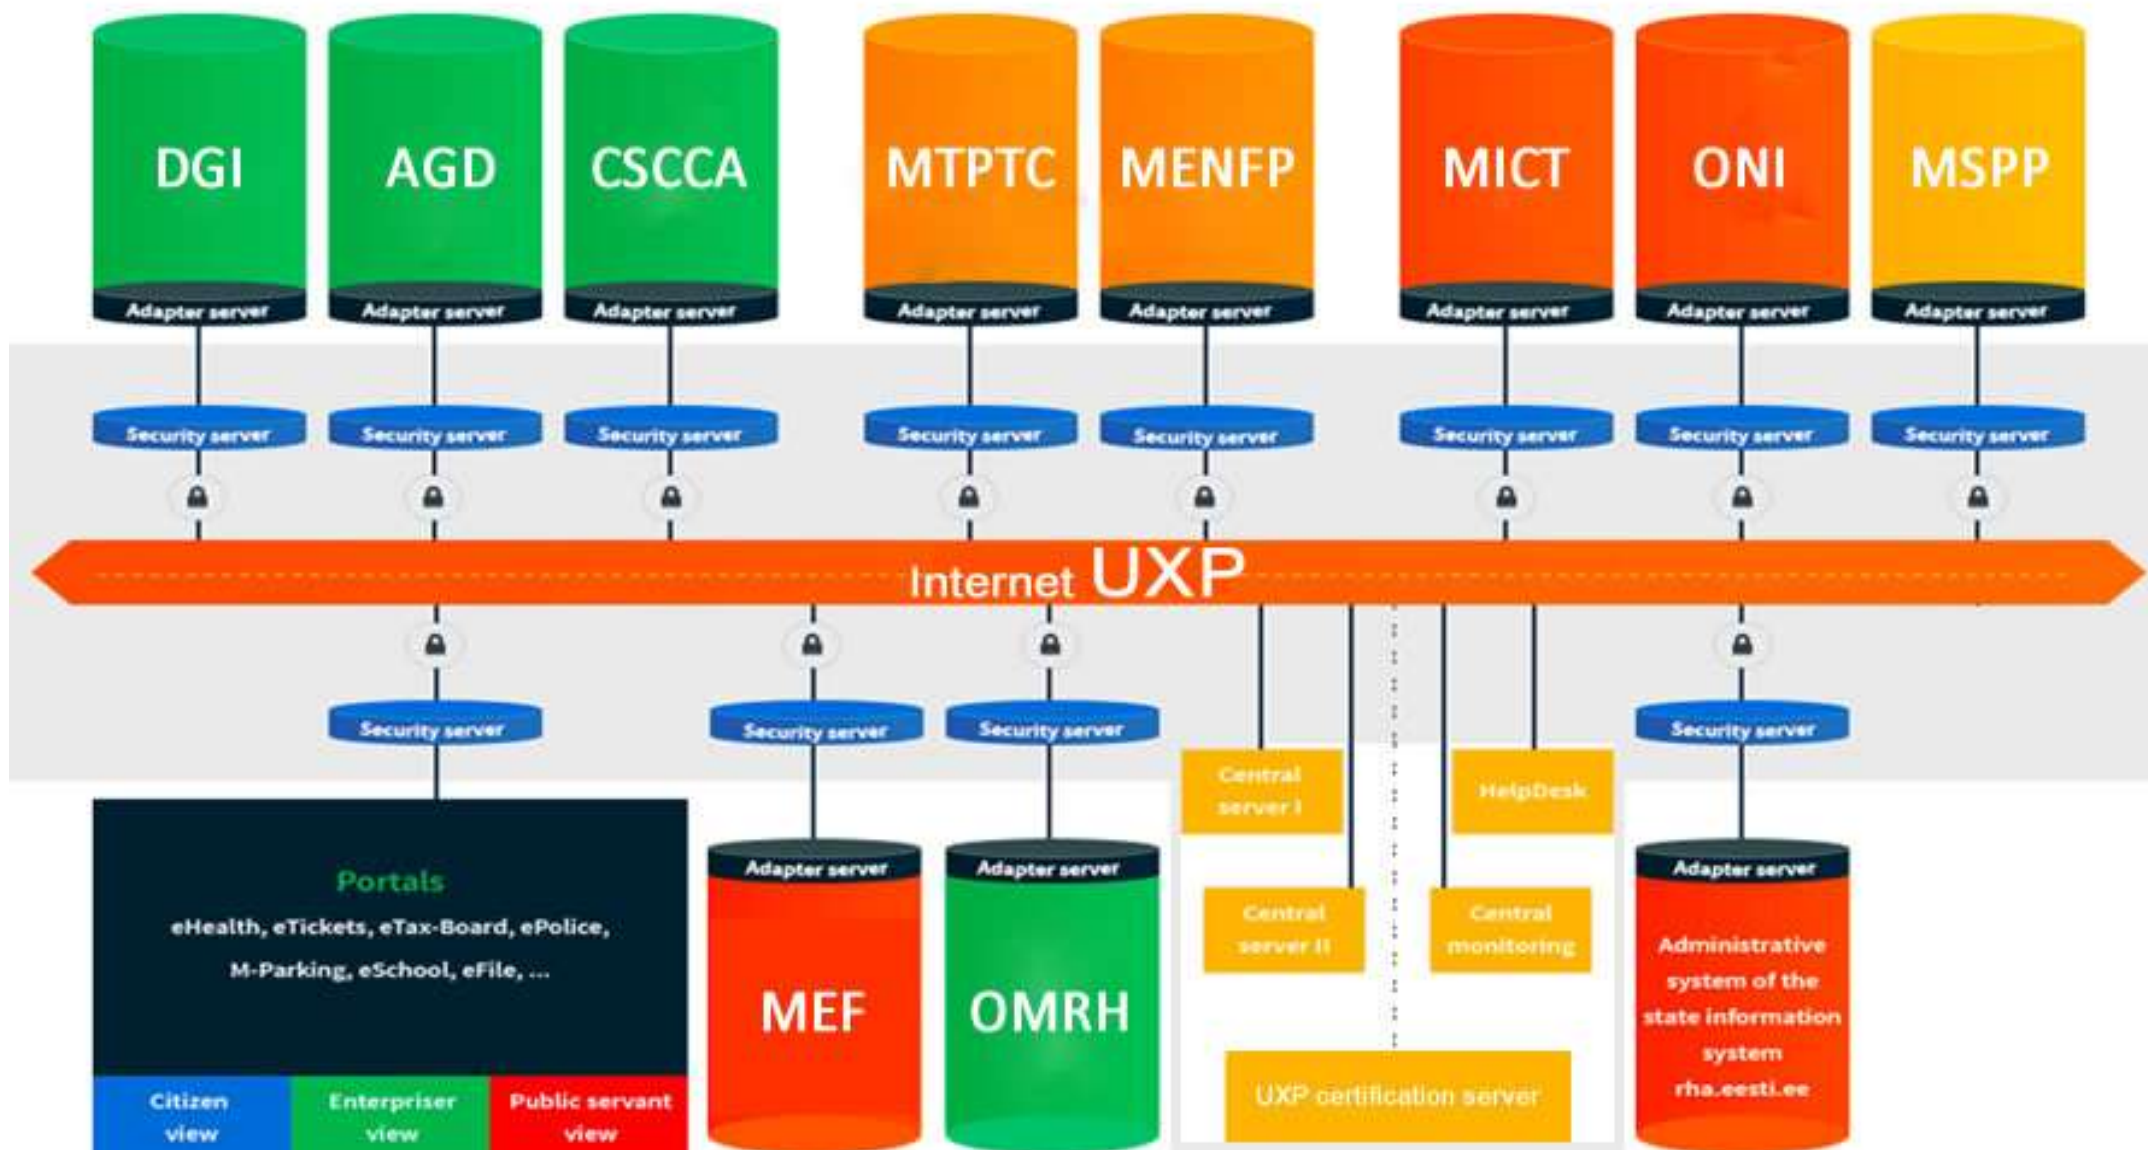 DGI
AGD
CSCCA
MTPTC
MENFP
MICT
ONI
MSPP
Adapter server
Adapter server
Adapter server
Adapter server
Adapter server
Adapter server
Adapter server
Adapter server
Security server
Security server
Security server
Security server
Security server
Security server
Security server
Security server
Internet UXP
Security server
Security server
Security server
Security server
Portals
eHealth, eTickets, eTax-Board, ePolice,
M-Parking, eSchool, eFile, ...
Citizen
view
Enterpriser
view
Public servant
view
Adapter server
MEF
Adapter server
OMRH
Central
server I
HelpDesk
Central
server II
Central
monitoring
UXP certification server
Adapter server
Administrative
system of the
state information
system
rha.eesti.ee